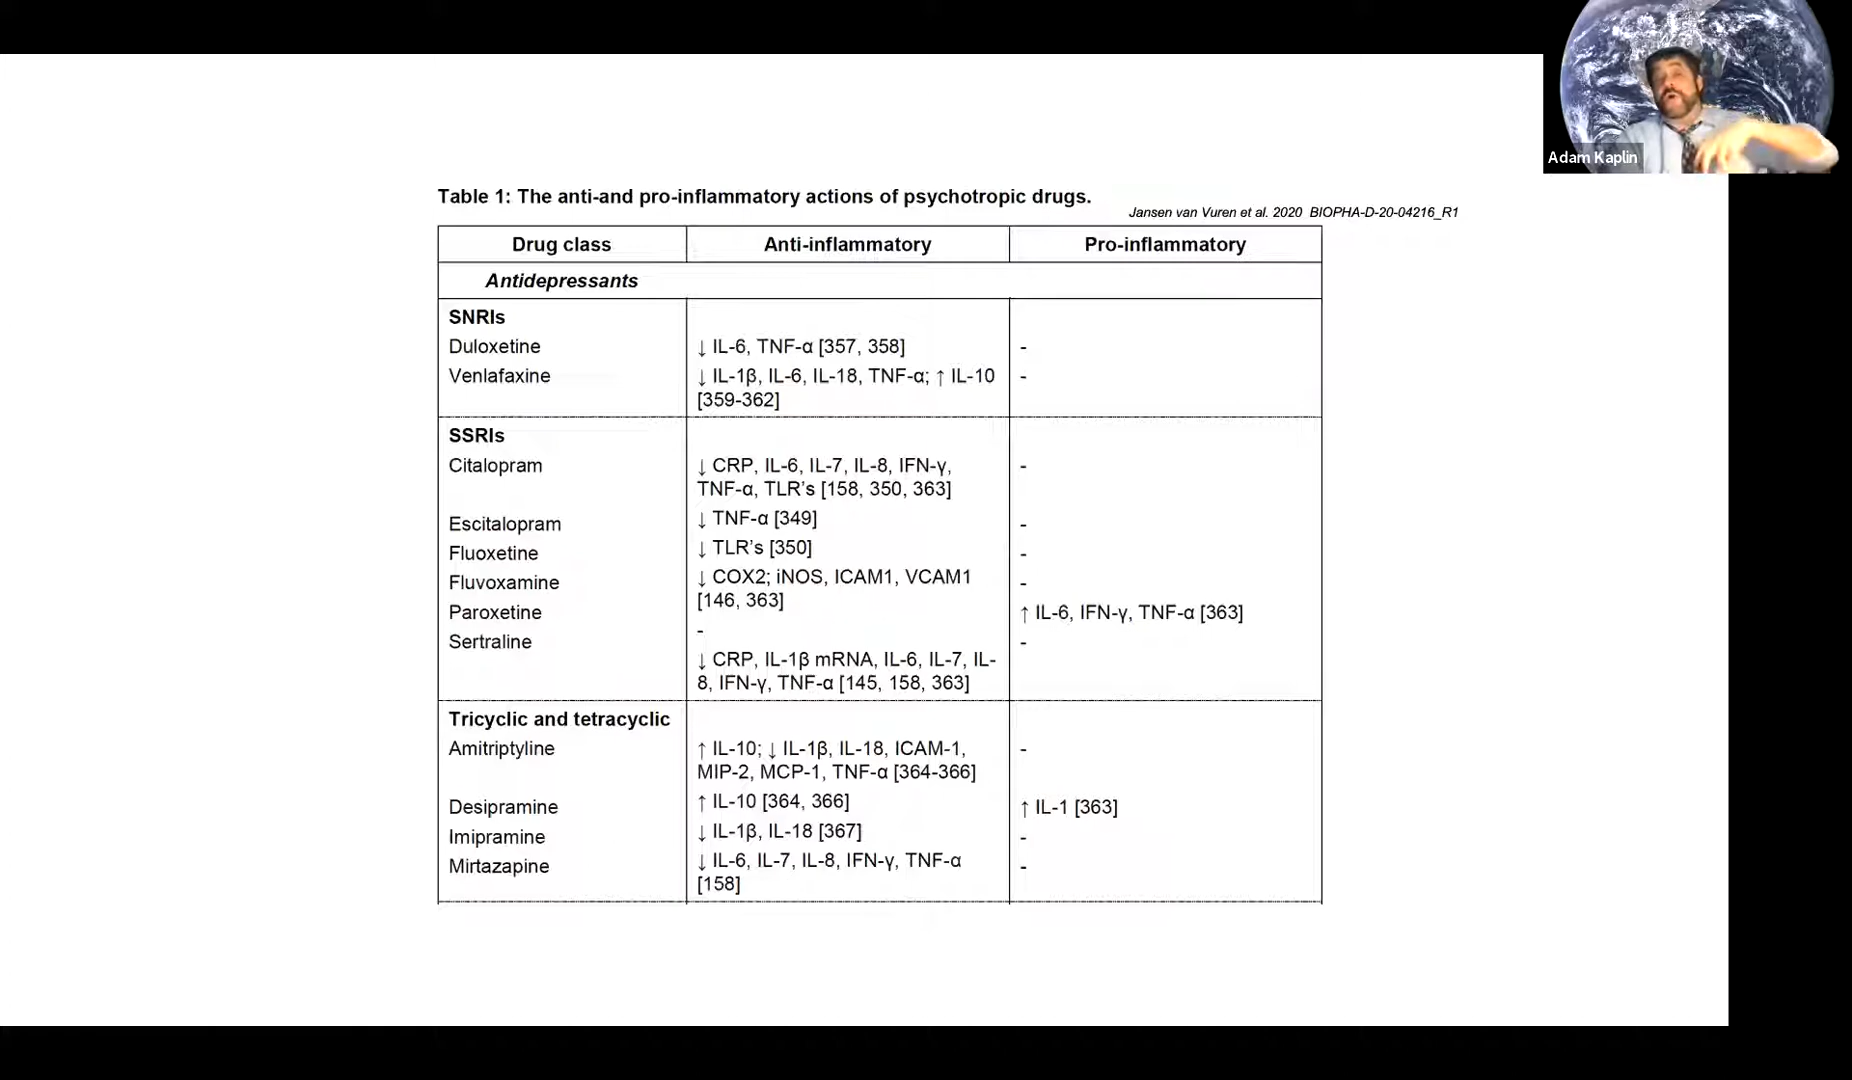 Adam Kaplin
Table 1: The anti-and pro-inflammatory actions of psychotropic drugs.
Jansen van Vuren et al. 2020 BIOPHA-D-20-04216_R1
Drug class Anti-inflammatory Pro-inflammatory
Antidepressants
SNRIs
Duloxetine ↓ IL-6, TNF-α [357, 358] -
Venlafaxine ↓ IL-1β, IL-6, IL-18, TNF-α; ↑ IL-10 -
[359-362]
SSRIs
Citalopram ↓ CRP, IL-6, IL-7, IL-8, IFN-γ, -
TNF-α, TLR’s [158, 350, 363]
Escitalopram ↓ TNF-α [349] -
Fluoxetine ↓ TLR’s [350] -
Fluvoxamine ↓ COX2; iNOS, ICAM1, VCAM1 -
[146, 363]
Paroxetine ↑ IL-6, IFN-γ, TNF-α [363]
-
Sertraline -
↓ CRP, IL-1β mRNA, IL-6, IL-7, IL-
8, IFN-γ, TNF-α [145, 158, 363]
Tricyclic and tetracyclic
Amitriptyline ↑ IL-10; ↓ IL-1β, IL-18, ICAM-1, -
MIP-2, MCP-1, TNF-α [364-366]
Desipramine ↑ IL-10 [364, 366] ↑ IL-1 [363]
Imipramine ↓ IL-1β, IL-18 [367] -
Mirtazapine ↓ IL-6, IL-7, IL-8, IFN-γ, TNF-α -
[158]